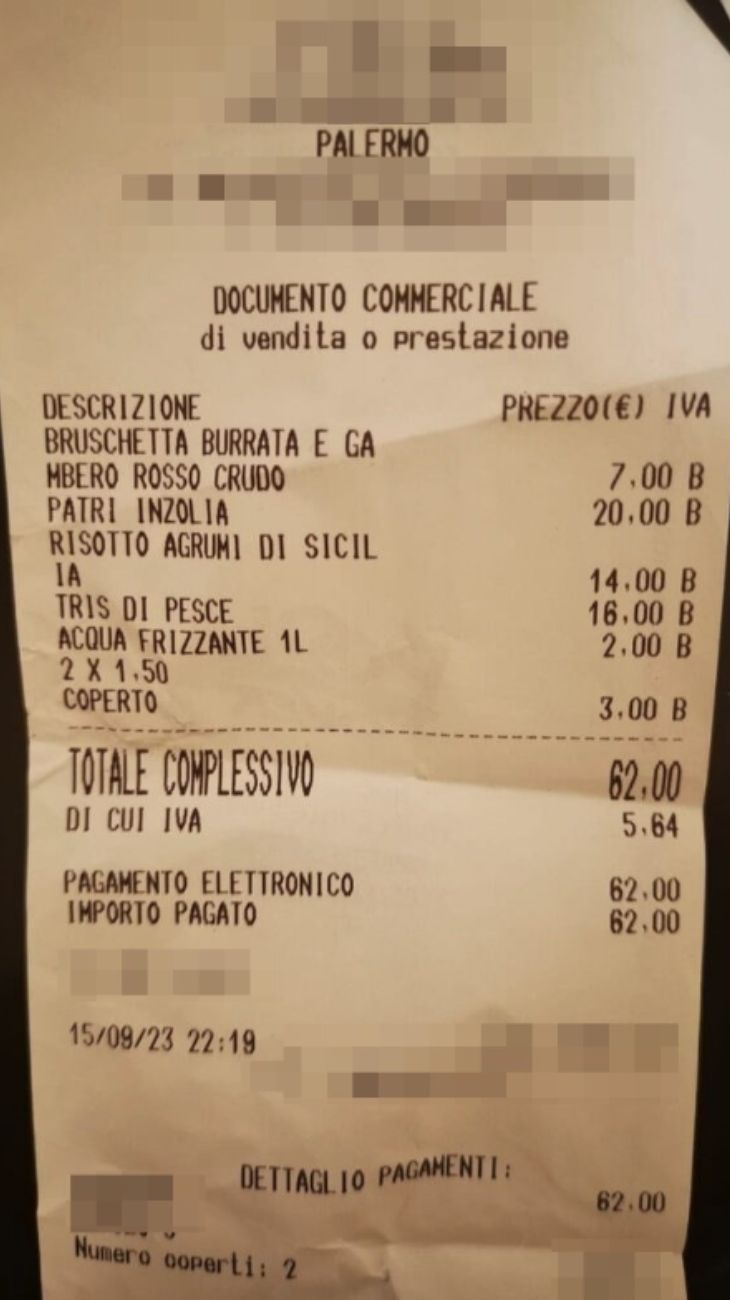 PALERMO
DOCUMENTO COMMERCIALE
di vendita o prestazione
DESCRIZIONE PREZZO(€) IVA
BRUSCHETTA BURRATA E GA
MBERO ROSSO CRUDO 7,00 B
PATRI INZOLIA 20,00 B
RISOTTO AGRUMI DI SICIL
IA 14,00 B
TRIS DI PESCE 16,00 B
ACQUA FRIZZANTE 1L 2,00 B
2 X 1,50
COPERTO 3,00 B
TOTALE COMPLESSIVO 62,00
DI CUI IVA 5,64
PAGAMENTO ELETTRONICO 62,00
IMPORTO PAGATO 62,00
15/09/23 22:19
DETTAGLIO PAGAMENTI:
62,00
Numero coperti: 2